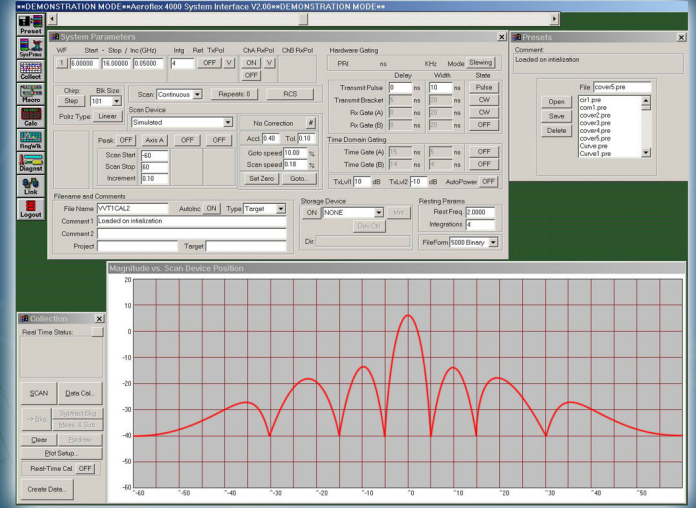 **DEMONSTRATION MODE**Aeroflex 4000 System Interface V2.00**DEMONSTRATION MODE**
Preset
SysPrms
Collect
Macro
Calc
RngWlk
Diagnst
Link
Logout
System Parameters
WF Start - Stop / Inc (GHz) Intg Ref. TxPol ChA RxPol ChB RxPol
1 6.00000 16.00000 0.05000 4 OFF V ON V
OFF
Chirp: Blk Size:
Step 101 Scan: Continuous Repeats: 0 RCS
Polrz Type: Linear
Scan Device
Simulated
No Correction #
Peak: OFF Axis A OFF OFF
Accl. 0.40 Tol. 0.10
Scan Start -60
Goto speed 10.00 %
Scan Stop 60
Scan speed 0.18 %
Increment 0.10
Set Zero Goto...
Hardware Gating
PRI ns KHz Mode Slewing
Delay Width State
Transmit Pulse 0 ns 10 ns Pulse
Transmit Bracket 5 ns 20 ns CW
Rx Gate (A) 0 ns 20 ns CW
Rx Gate (B) 0 ns 20 ns OFF
Time Domain Gating
Time Gate (A) 15 ns 5 ns OFF
Time Gate (B) 14 ns 4 ns OFF
TxLvl1 10 dB TxLvl2 -10 dB AutoPower OFF
Filename and Comments
File Name VVT1CAL2 AutoInc ON Type Target
Comment 1 Loaded on intialization
Comment 2
Project Target
Storage Device
ON NONE Mnt
Dev Ctrl
Dir:
Resting Params
Rest Freq. 2.0000
Integrations 4
FileForm 5000 Binary
Presets
Comment:
Loaded on intialization
File cover5.pre
Open
Save
Delete
cir1.pre
com1.pre
cover2.pre
cover3.pre
cover4.pre
cover5.pre
Curve.pre
Curve1.pre
Collection
Real Time Status:
SCAN Data Cal...
-> Bkg Subtract Bkg
Meas. & Sub
Clear Redraw
Plot Setup...
Real-Time Cal. OFF
Create Data...
Magnitude vs. Scan Device Position
20
10
0
-10
-20
-30
-40
-50
-60
~-60 ~-50 ~-40 ~-30 ~-20 ~-10 ~0 ~10 ~20 ~30 ~40 ~50